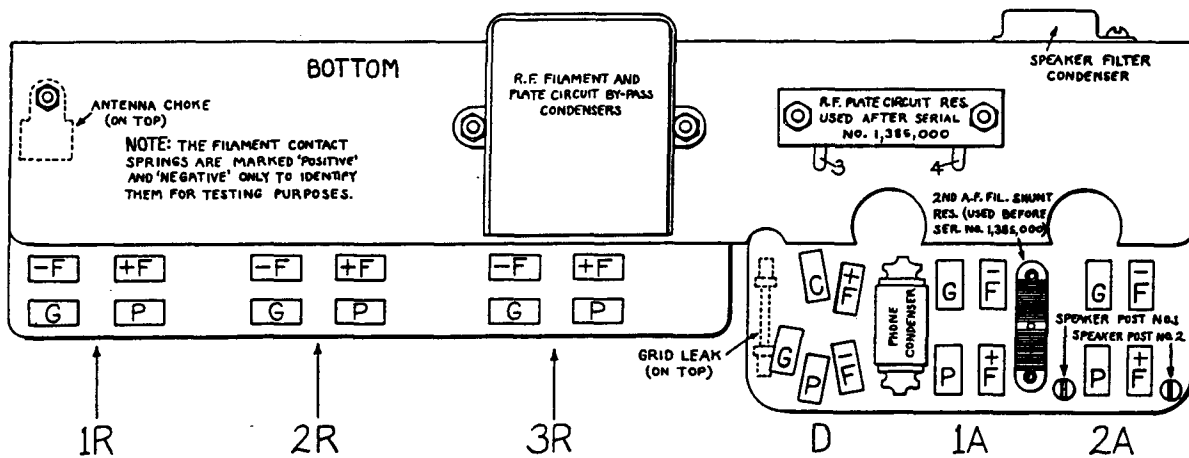 BOTTOM
ANTENNA CHOKE
(ON TOP)
NOTE: THE FILAMENT CONTACT
SPRINGS ARE MARKED 'POSITIVE'
AND 'NEGATIVE' ONLY TO IDENTIFY
THEM FOR TESTING PURPOSES.
R.F. FILAMENT AND
PLATE CIRCUIT BY-PASS
CONDENSERS
SPEAKER FILTER
CONDENSER
R.F. PLATE CIRCUIT RES.
USED AFTER SERIAL
NO. 1,385,000
3
4
2ND A.F. FIL. SHUNT
RES. (USED BEFORE
SER. NO. 1,385,000)
-F +F
G P
-F +F
G P
-F +F
G P
GRID LEAK
(ON TOP)
C +F
G P -F
PHONE
CONDENSER
G -F
P +F
G -F
P +F
SPEAKER POST NO.1
SPEAKER POST NO.2
1R
2R
3R
D
1A
2A